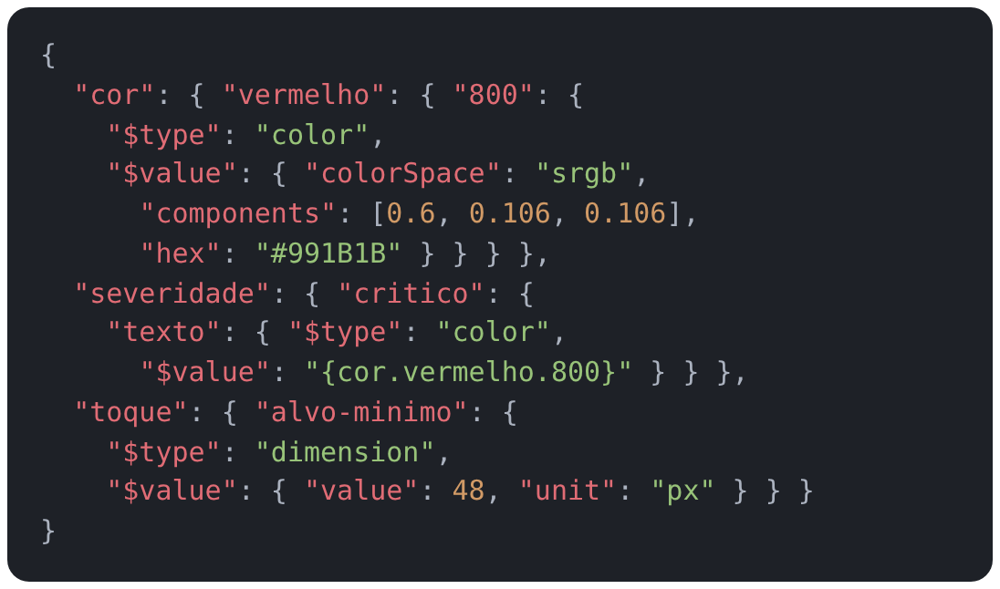 {
  "cor": { "vermelho": { "800": {
    "$type": "color",
    "$value": { "colorSpace": "srgb",
      "components": [0.6, 0.106, 0.106],
      "hex": "#991B1B" } } } },
  "severidade": { "critico": {
    "texto": { "$type": "color",
      "$value": "{cor.vermelho.800}" } } },
  "toque": { "alvo-minimo": {
    "$type": "dimension",
    "$value": { "value": 48, "unit": "px" } } }
}